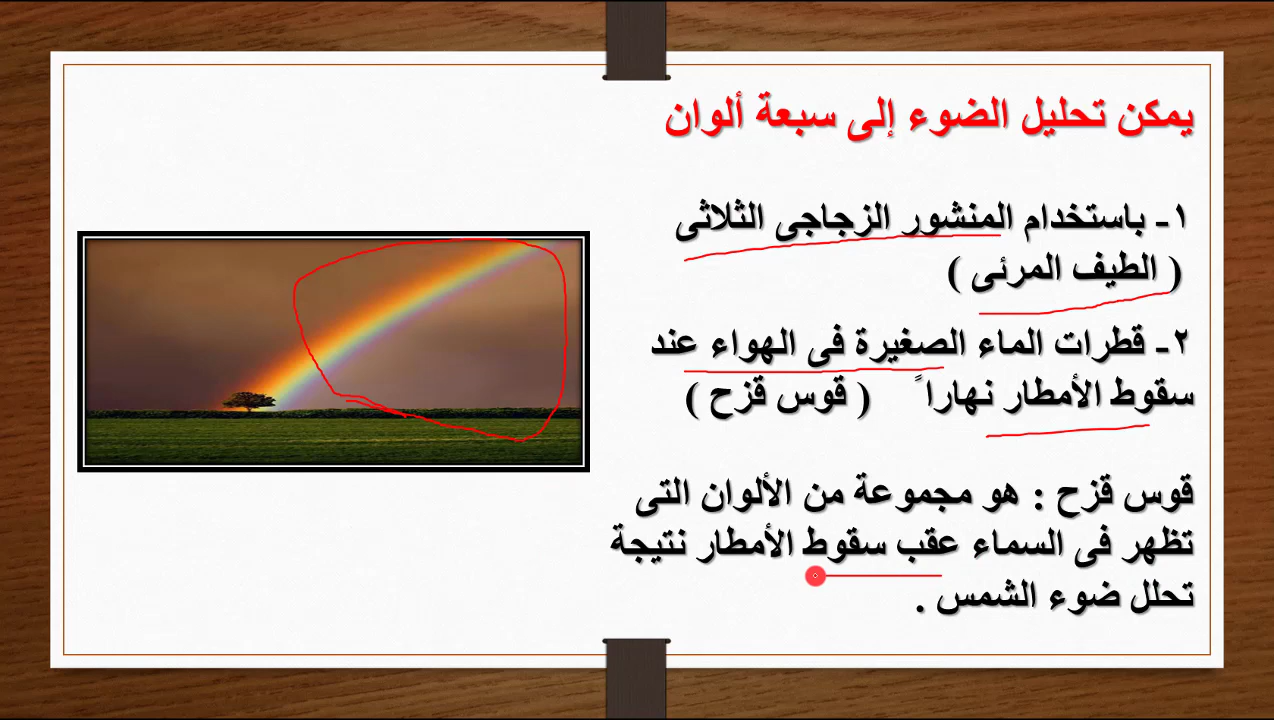 يمكن تحليل الضوء إلى سبعة ألوان
١- باستخدام المنشور الزجاجى الثلاثى
( الطيف المرئى )
٢- قطرات الماء الصغيرة فى الهواء عند
سقوط الأمطار نهارا ً ( قوس قزح )
قوس قزح : هو مجموعة من الألوان التى
تظهر فى السماء عقب سقوط الأمطار نتيجة
تحلل ضوء الشمس .